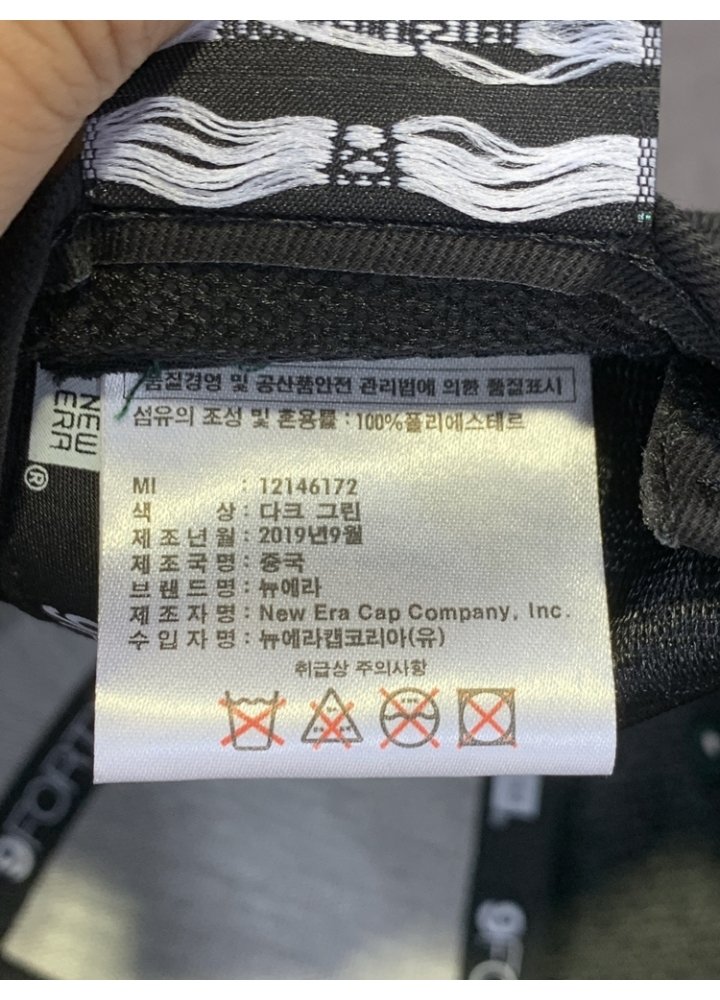 품질경영 및 공산품안전 관리법에 의한 품질표시
섬유의 조성 및 혼용률 : 100%폴리에스테르
NEW
ERA
®
MI : 12146172
색 상 : 다크 그린
제 조 년 월 : 2019년9월
제 조 국 명 : 중국
브 랜 드 명 : 뉴에라
제 조 자 명 : New Era Cap Company, Inc.
수 입 자 명 : 뉴에라캡코리아(유)
취급상 주의사항
9FORT